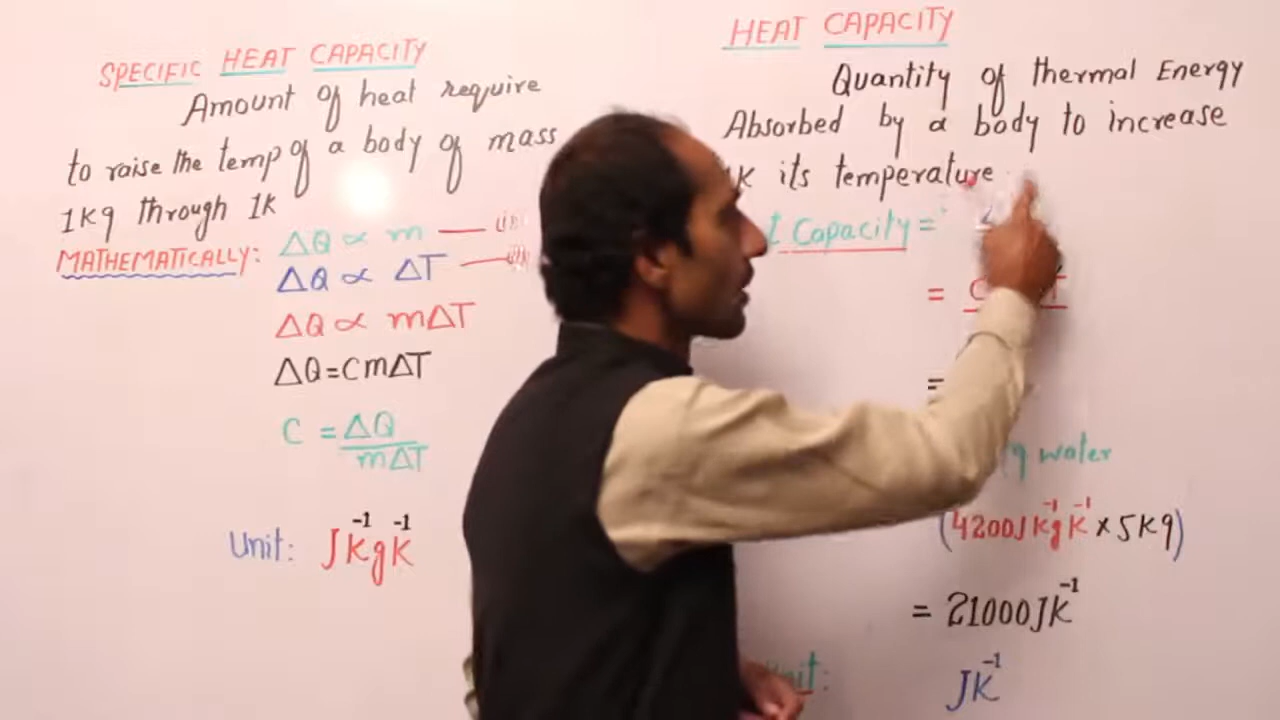 SPECIFIC HEAT CAPACITY
Amount of heat require
to raise the temp of a body of mass
1Kg through 1K
MATHEMATICALLY: ΔQ ∝ m — (i)
ΔQ ∝ ΔT —
ΔQ ∝ mΔT
ΔQ = CmΔT
C = ΔQ
mΔT
Unit: JKg⁻¹K⁻¹
HEAT CAPACITY
Quantity of thermal Energy
Absorbed by a body to increase
its temperature
Capacity =
=
=
water
(4200JKg⁻¹K⁻¹ × 5Kg)
= 21000JK⁻¹
Unit:
JK⁻¹